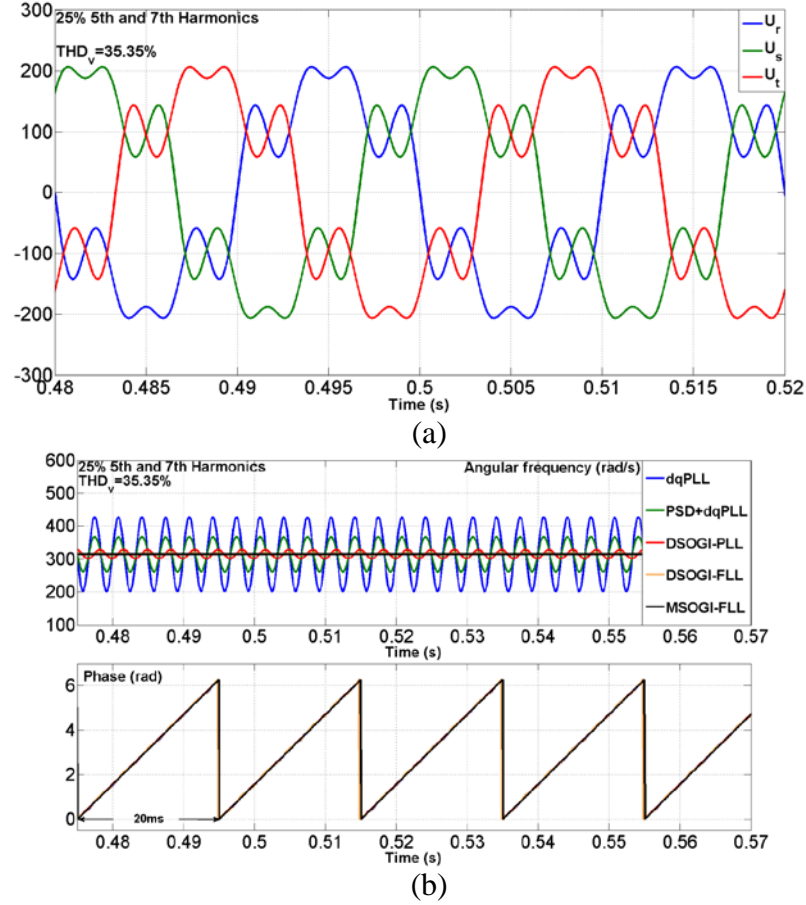 300
25% 5th and 7th Harmonics
THDv=35.35%
Ur
Us
Ut
200
100
0
-100
-200
-300
0.48 0.485 0.49 0.495 0.5 0.505 0.51 0.515 0.52
Time (s)
(a)
600
25% 5th and 7th Harmonics
THDv=35.35%
Angular frequency (rad/s)
dqPLL
PSD+dqPLL
DSOGI-PLL
DSOGI-FLL
MSOGI-FLL
500
400
300
200
100
0.48 0.49 0.5 0.51 0.52 0.53 0.54 0.55 0.56 0.57
Time (s)
Phase (rad)
6
4
2
0
20ms
0.48 0.49 0.5 0.51 0.52 0.53 0.54 0.55 0.56 0.57
Time (s)
(b)